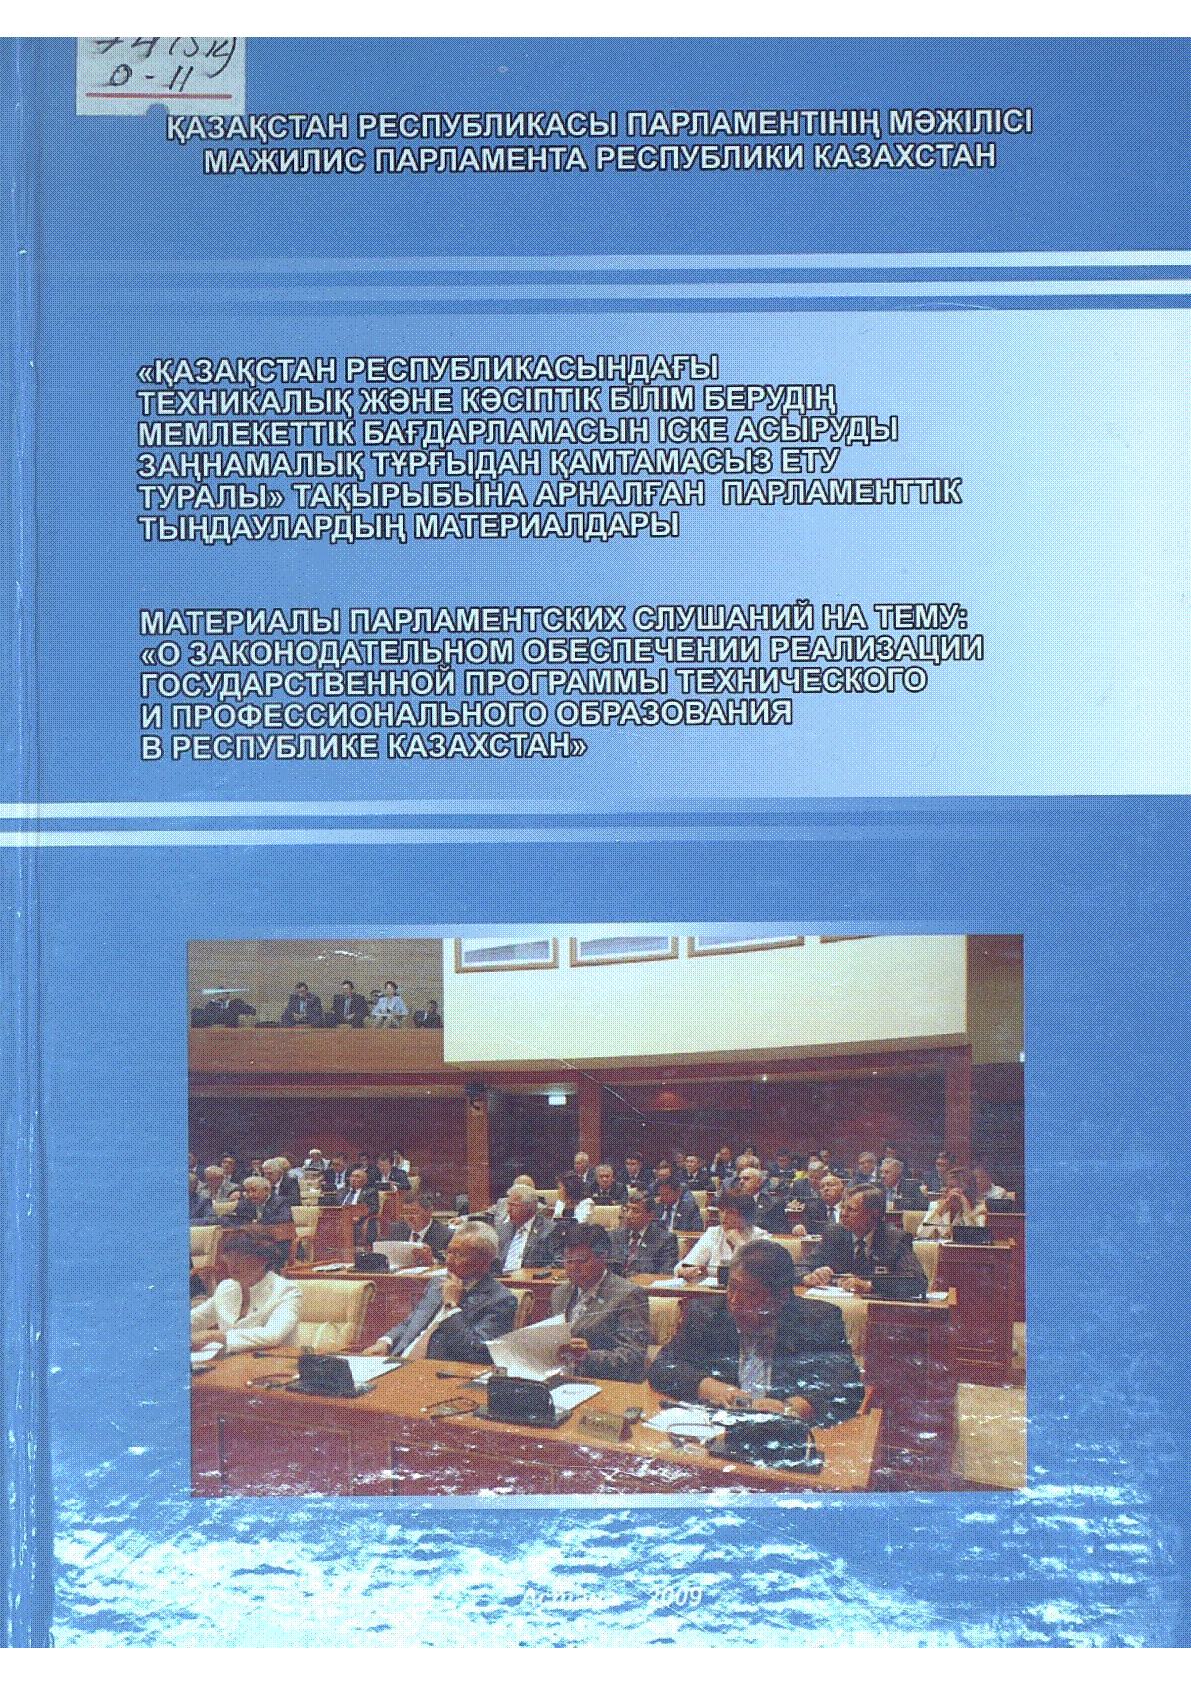 74(5К)
О-11
ҚАЗАҚСТАН РЕСПУБЛИКАСЫ ПАРЛАМЕНТІНІҢ МӘЖІЛІСІ
МАЖИЛИС ПАРЛАМЕНТА РЕСПУБЛИКИ КАЗАХСТАН
«ҚАЗАҚСТАН РЕСПУБЛИКАСЫНДАҒЫ
ТЕХНИКАЛЫҚ ЖӘНЕ КӘСІПТІК БІЛІМ БЕРУДІҢ
МЕМЛЕКЕТТІК БАҒДАРЛАМАСЫН ІСКЕ АСЫРУДЫ
ЗАҢНАМАЛЫҚ ТҰРҒЫДАН ҚАМТАМАСЫЗ ЕТУ
ТУРАЛЫ» ТАҚЫРЫБЫНА АРНАЛҒАН ПАРЛАМЕНТТІК
ТЫҢДАУЛАРДЫҢ МАТЕРИАЛДАРЫ
МАТЕРИАЛЫ ПАРЛАМЕНТСКИХ СЛУШАНИЙ НА ТЕМУ:
«О ЗАКОНОДАТЕЛЬНОМ ОБЕСПЕЧЕНИИ РЕАЛИЗАЦИИ
ГОСУДАРСТВЕННОЙ ПРОГРАММЫ ТЕХНИЧЕСКОГО
И ПРОФЕССИОНАЛЬНОГО ОБРАЗОВАНИЯ
В РЕСПУБЛИКЕ КАЗАХСТАН»
Астана 2009